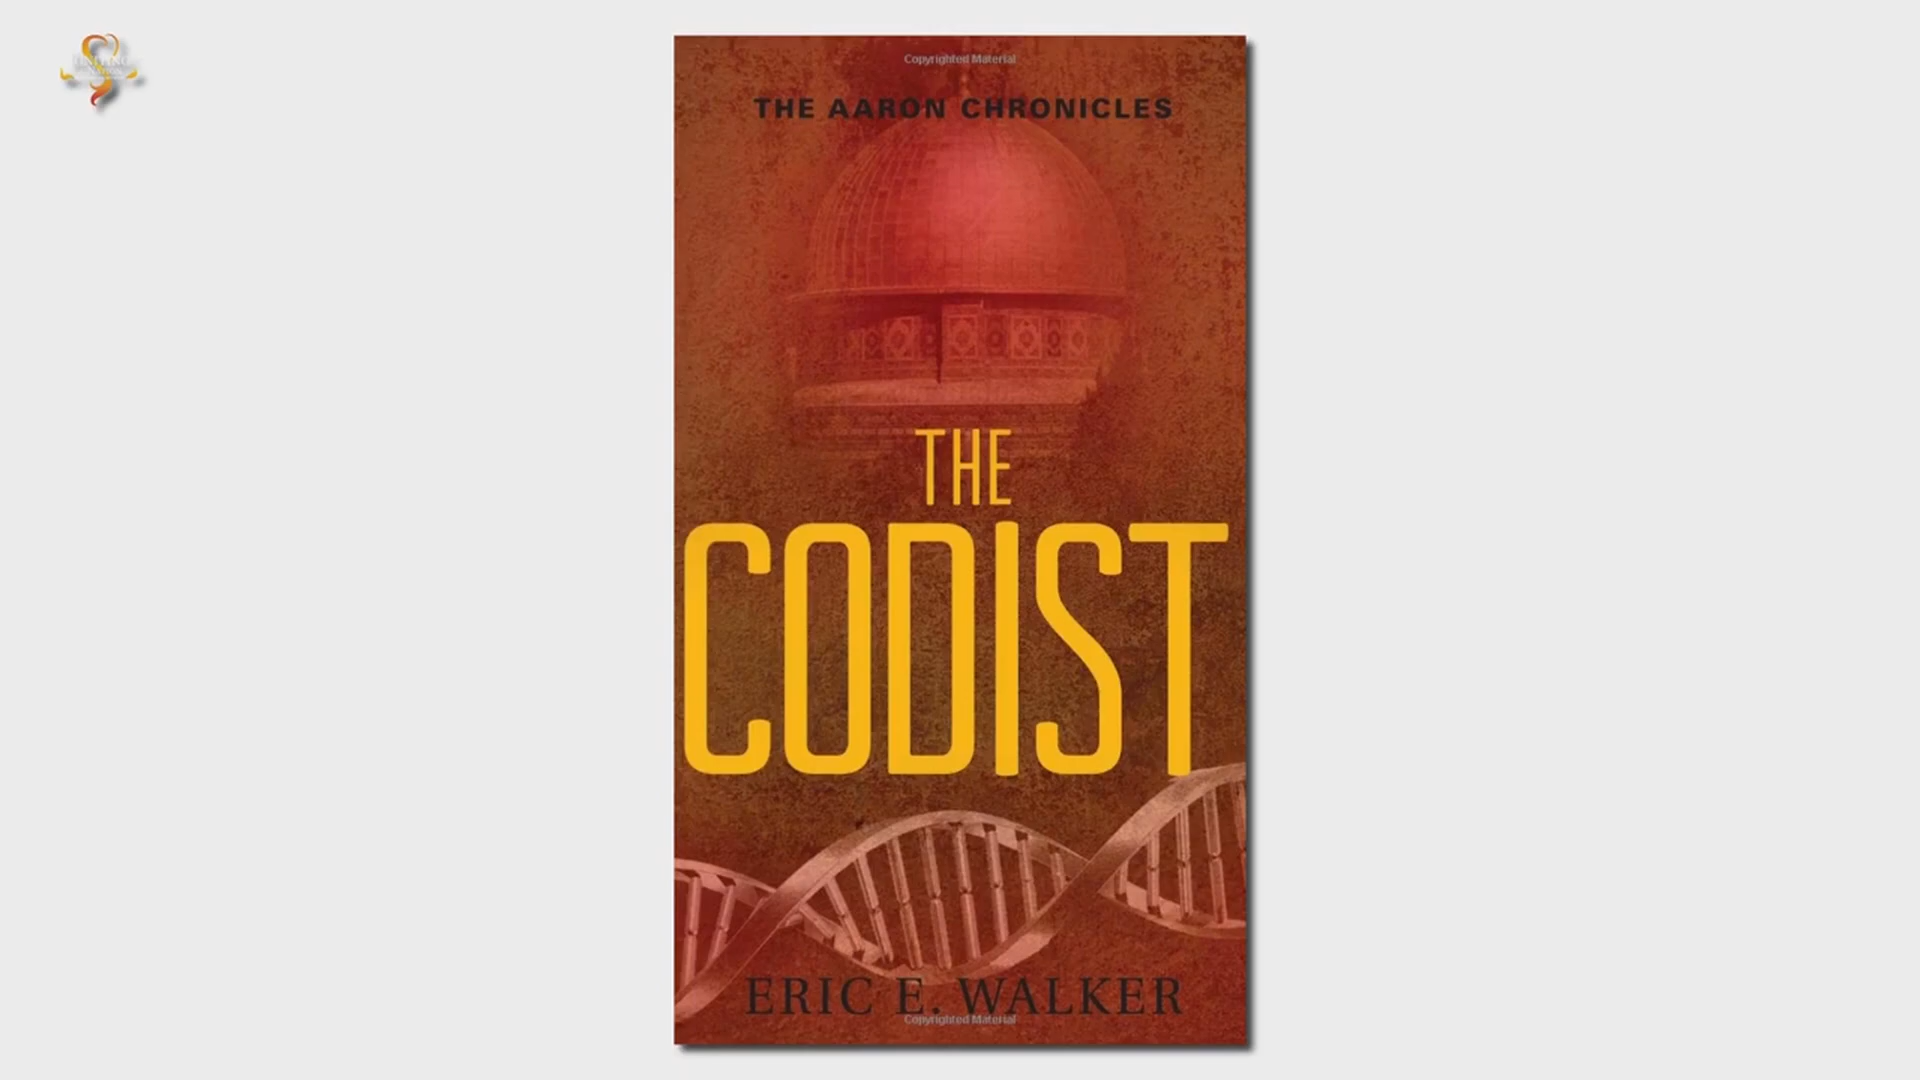 Copyrighted Material
THE AARON CHRONICLES
THE
CODIST
ERIC E. WALKER
Copyrighted Material